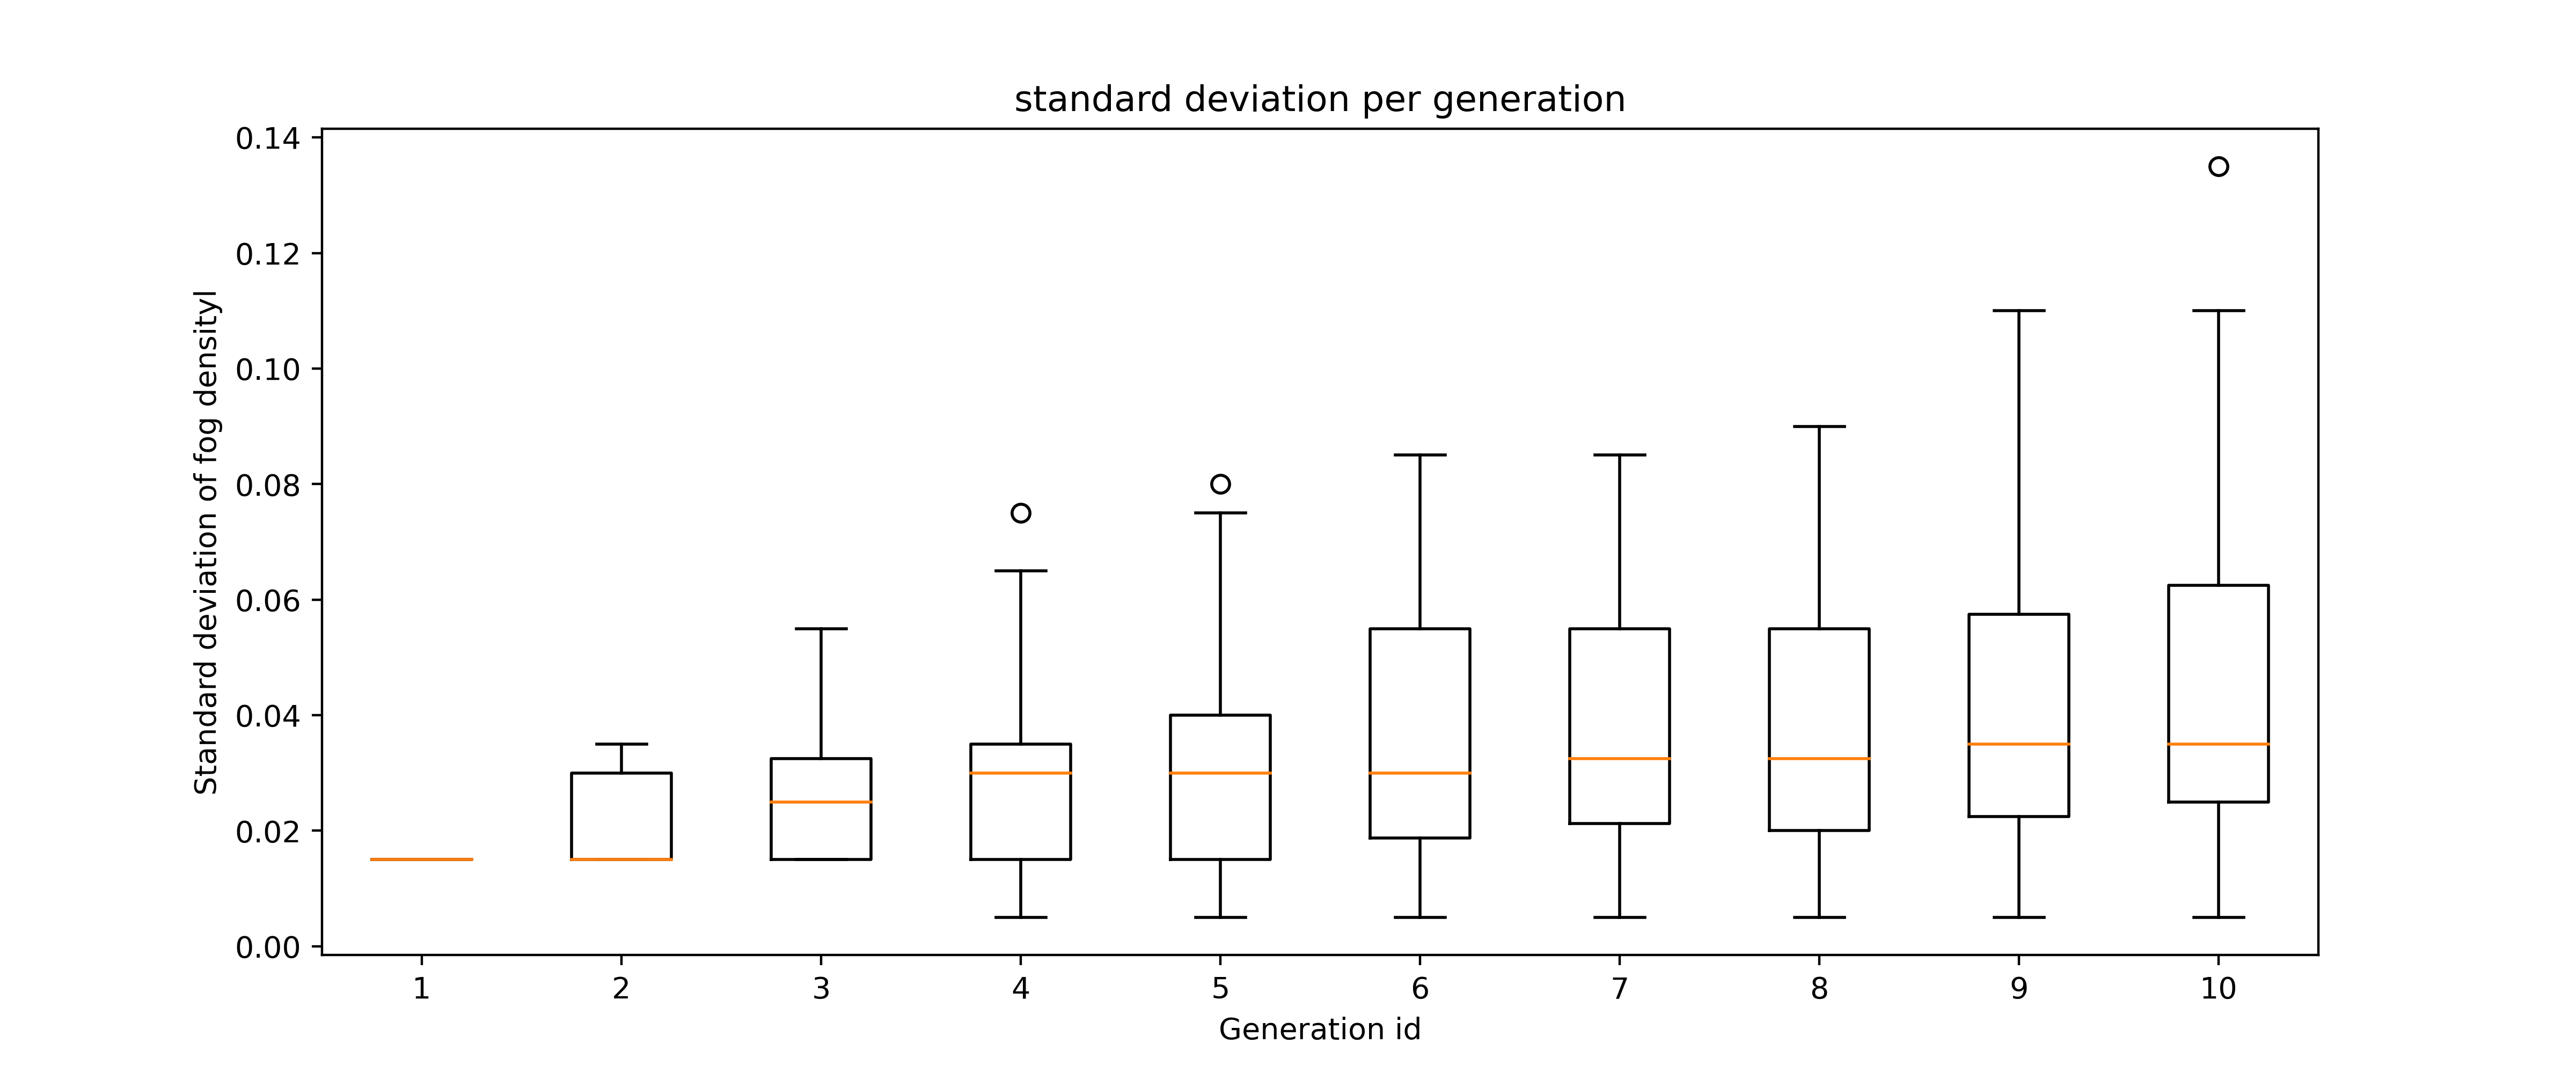 standard deviation per generation
0.14
0.12
0.10
0.08
0.06
0.04
0.02
0.00
Standard deviation of fog densityl
1 2 3 4 5 6 7 8 9 10
Generation id